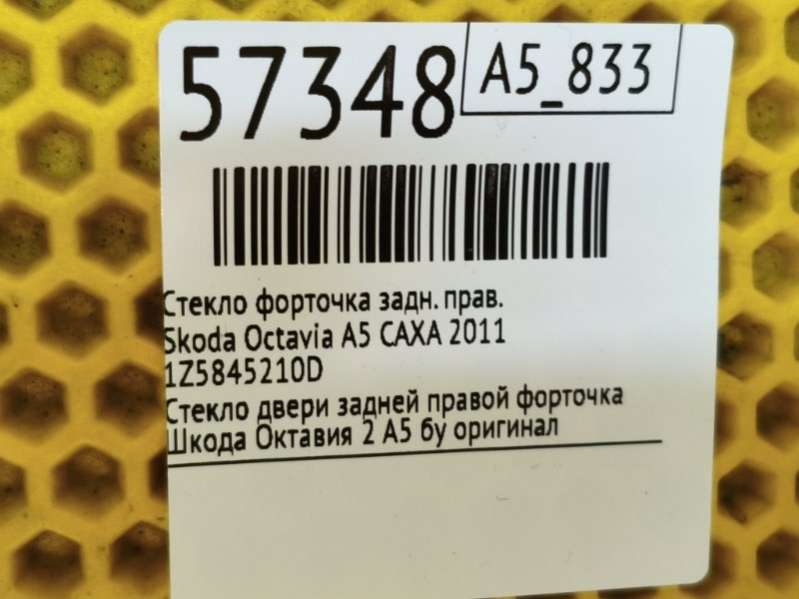 57348
A5_833
Стекло форточка задн. прав.
Skoda Octavia A5 CAXA 2011
1Z5845210D
Стекло двери задней правой форточка
Шкода Октавия 2 А5 бу оригинал